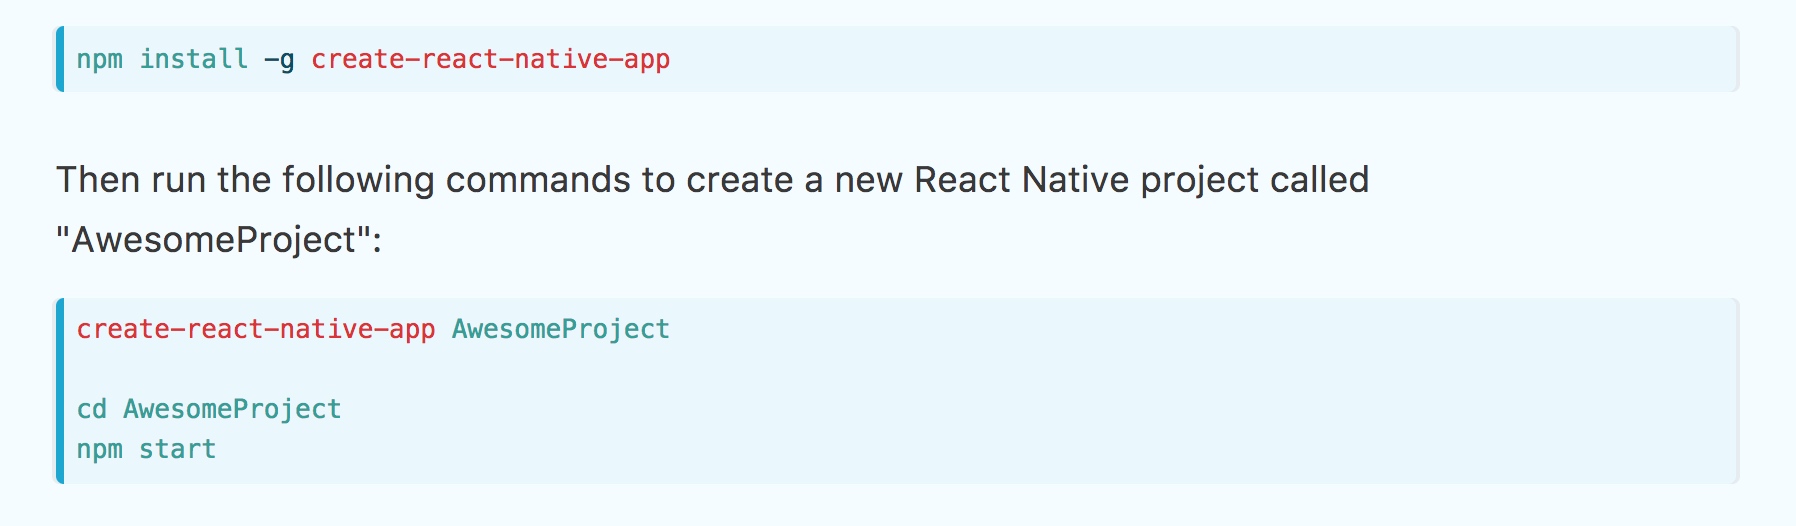 npm install -g create-react-native-app
Then run the following commands to create a new React Native project called
"AwesomeProject":
create-react-native-app AwesomeProject
cd AwesomeProject
npm start